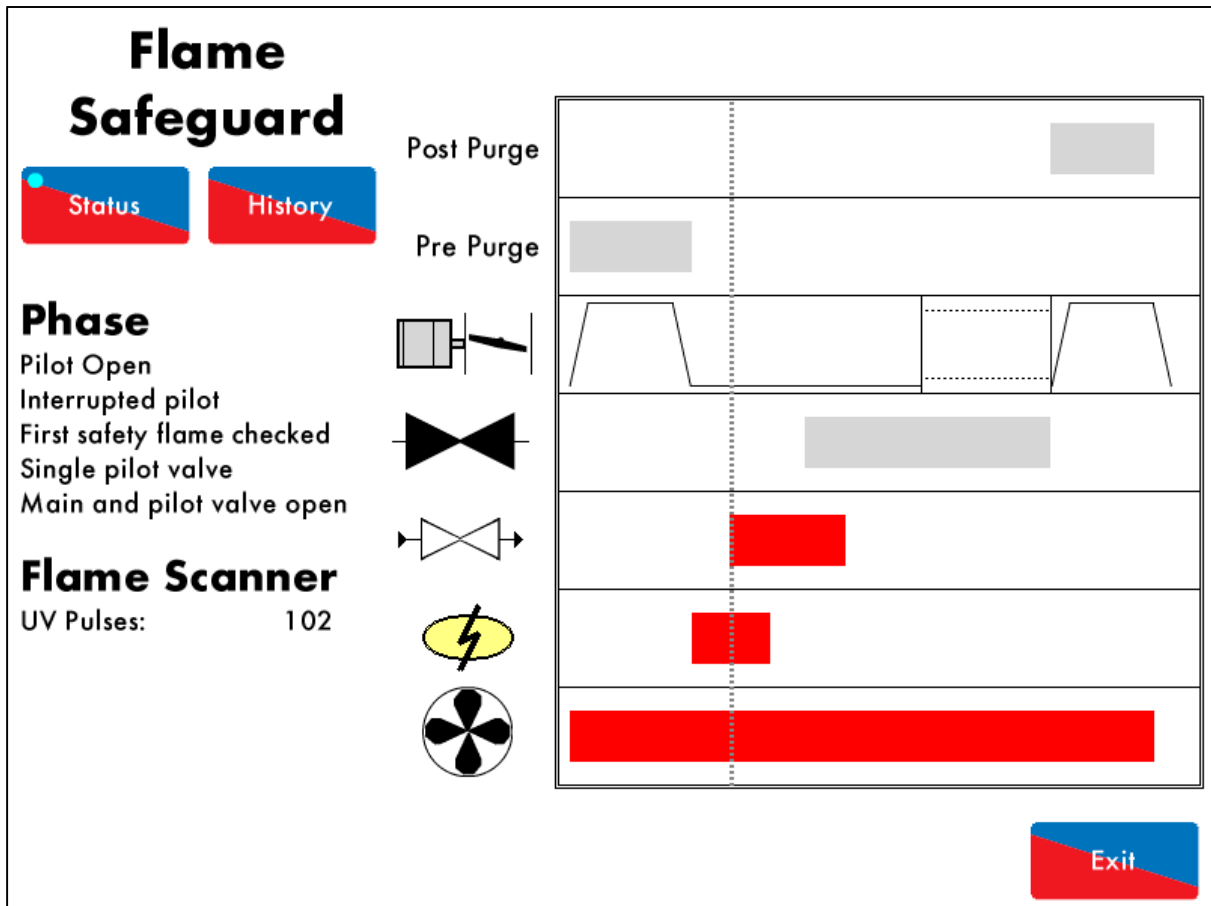 Flame
Safeguard
Status
History
Phase
Pilot Open
Interrupted pilot
First safety flame checked
Single pilot valve
Main and pilot valve open
Flame Scanner
UV Pulses: 102
Post Purge
Pre Purge
Exit